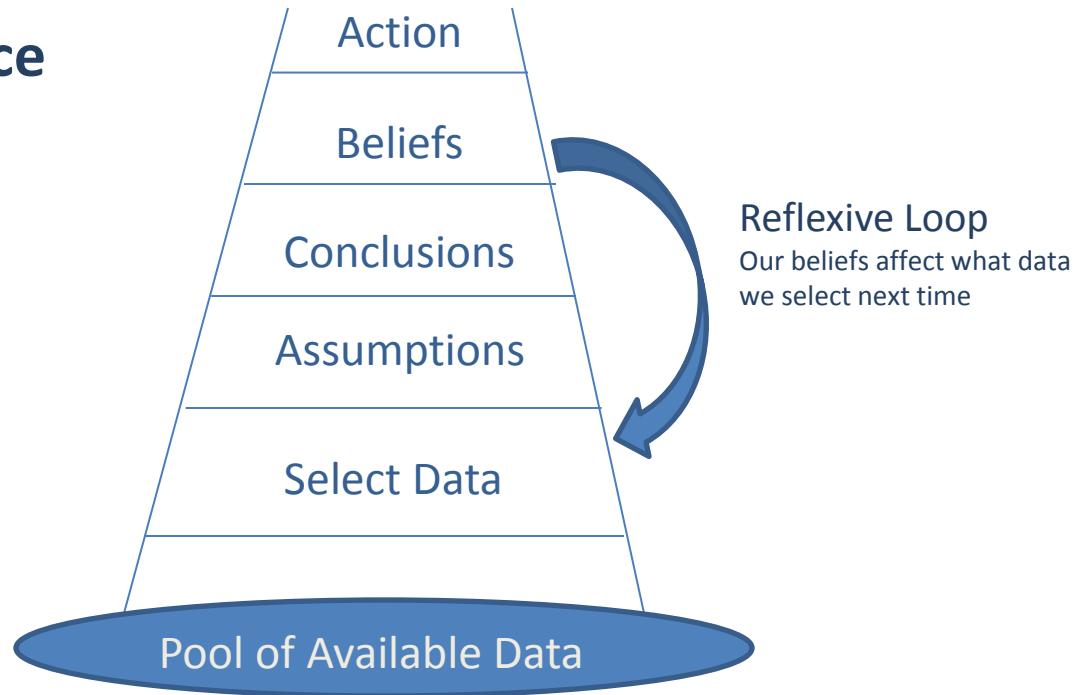 ce
Action
Beliefs
Reflexive Loop
Our beliefs affect what data
we select next time
Conclusions
Assumptions
Select Data
Pool of Available Data